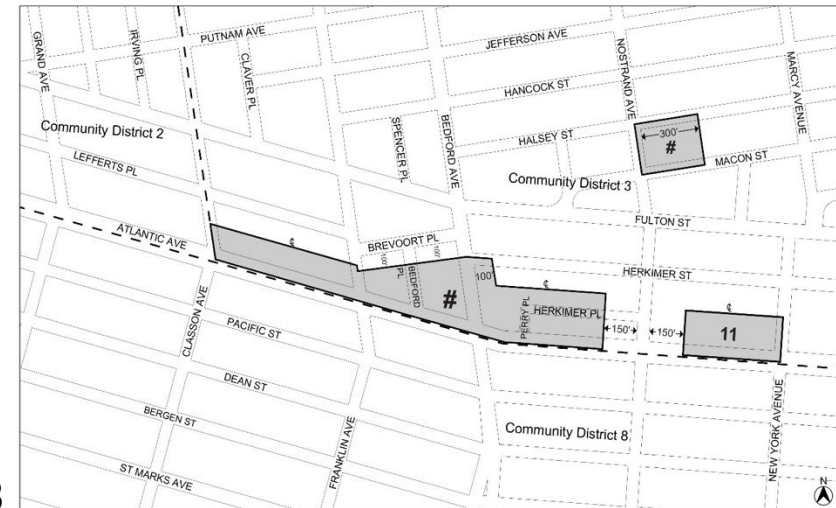 GRAND AVE
IRVING PL
PUTNAM AVE
CLAVER PL
JEFFERSON AVE
NOSTRAND AVE
MARCY AVENUE
HANCOCK ST
Community District 2
SPENCER PL
BEDFORD AVE
HALSEY ST
300'
#
MACON ST
LEFFERTS PL
Community District 3
FULTON ST
ATLANTIC AVE
℄
BREVOORT PL
100'
PL
BEDFORD
100'
#
100'
℄
HERKIMER ST
PERRY PL
HERKIMER PL
150'
150'
℄
11
CLASSON AVE
PACIFIC ST
DEAN ST
BERGEN ST
ST MARKS AVE
FRANKLIN AVE
Community District 8
NEW YORK AVENUE
N